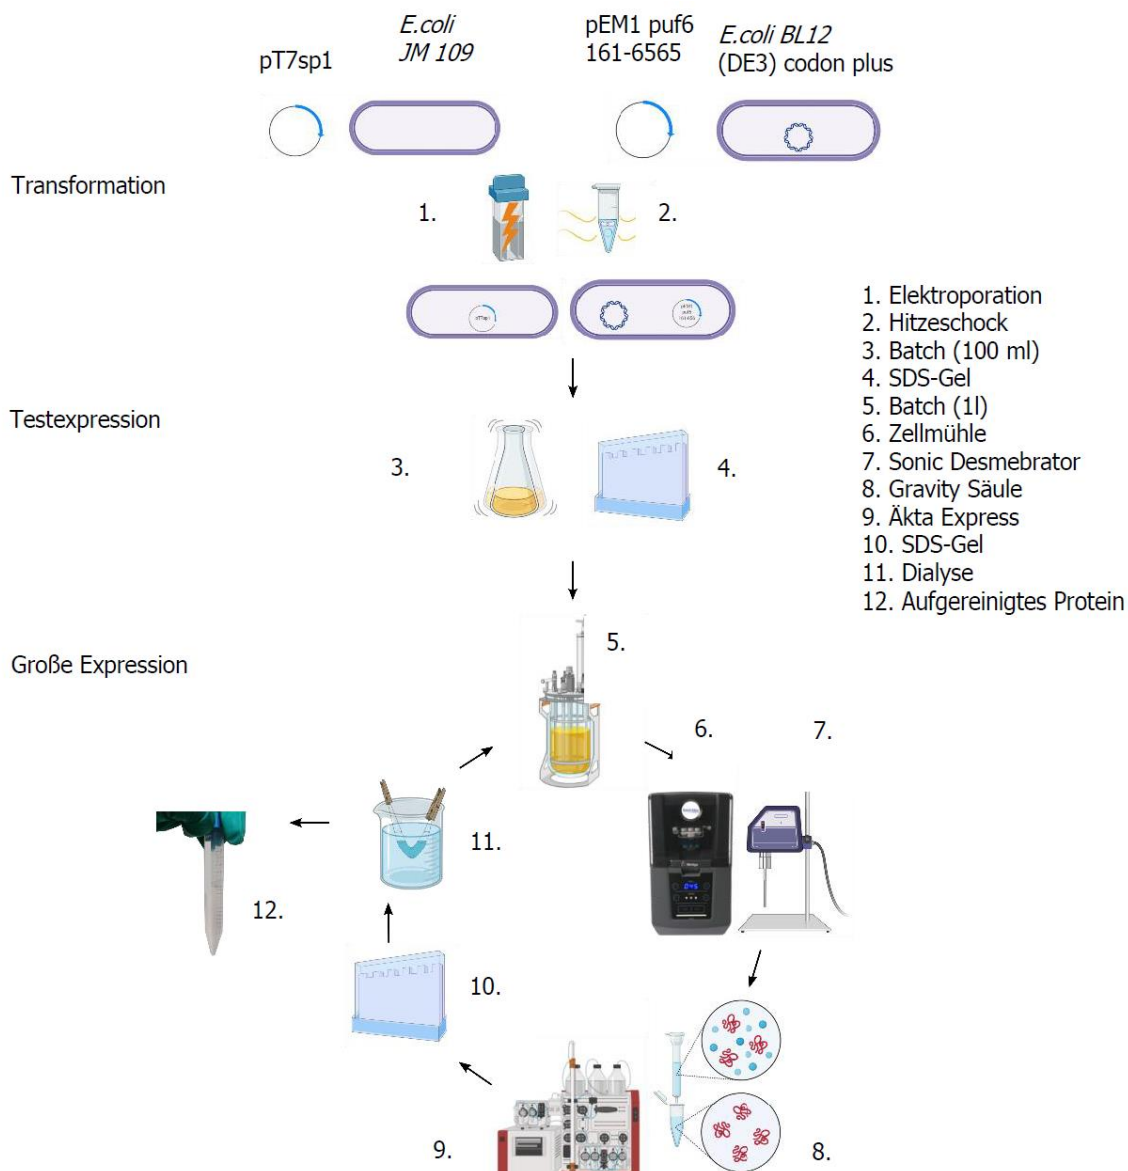 pT7sp1
E.coli
JM 109
pEM1 puf6
161-6565
E.coli BL12
(DE3) codon plus
Transformation
1.
2.
pT7sp1
pEM1
puf6
1. Elektroporation
2. Hitzeschock
3. Batch (100 ml)
4. SDS-Gel
5. Batch (1l)
6. Zellmühle
7. Sonic Desmebrator
8. Gravity Säule
9. Äkta Express
10. SDS-Gel
11. Dialyse
12. Aufgereinigtes Protein
Testexpression
3.
4.
Große Expression
5.
6.
7.
11.
12.
10.
9.
8.